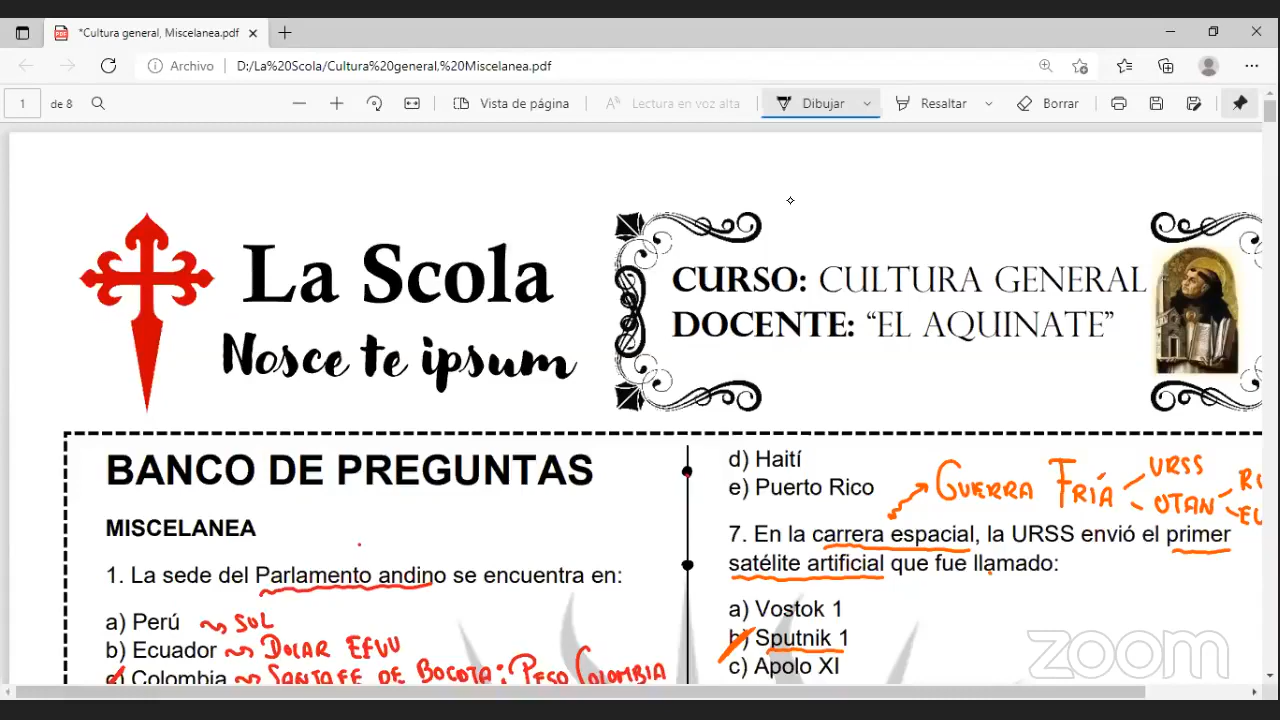 *Cultura general, Miscelanea.pdf
Archivo
D:/La%20Scola/Cultura%20general,%20Miscelanea.pdf
1 de 8
Vista de página
Lectura en voz alta
Dibujar
Resaltar
Borrar
La Scola
Nosce te ipsum
CURSO: CULTURA GENERAL
DOCENTE: “EL AQUINATE”
BANCO DE PREGUNTAS
MISCELANEA
1. La sede del Parlamento andino se encuentra en:
a) Perú SOL
b) Ecuador DOLAR EEUU
c) Colombia SANTAFE DE BOGOTA: PESO COLOMBIA
d) Haití
e) Puerto Rico
GUERRA FRÍA URSS
OTAN
7. En la carrera espacial, la URSS envió el primer
satélite artificial que fue llamado:
a) Vostok 1
b) Sputnik 1
c) Apolo XI
zoom